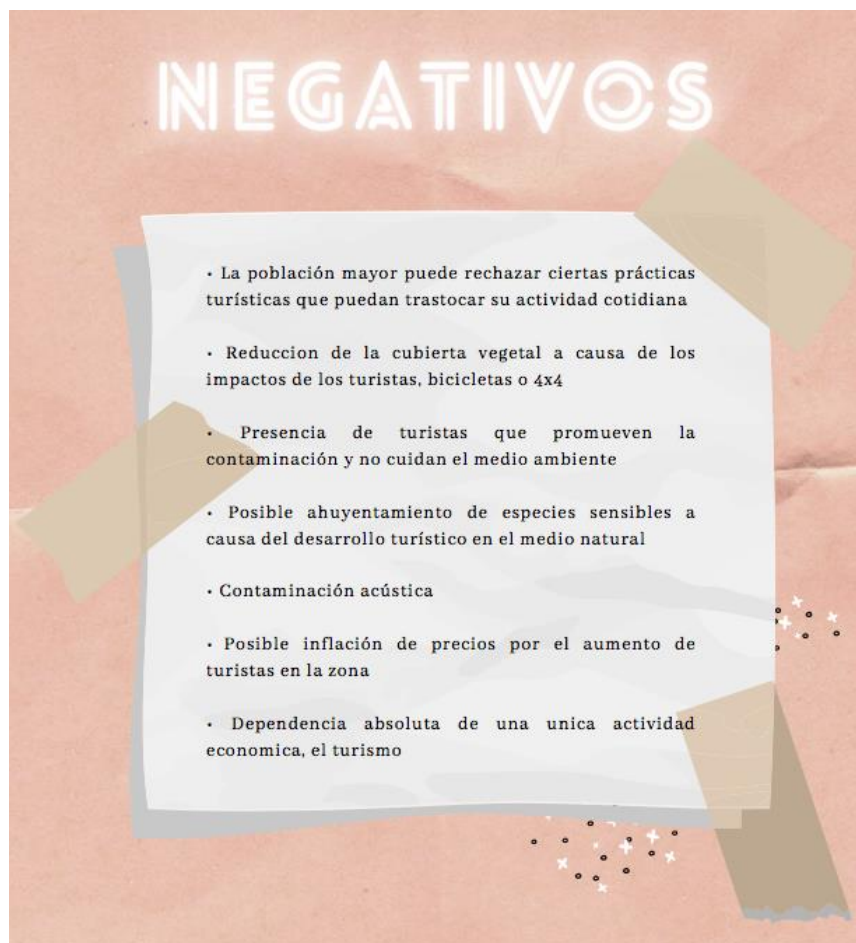 NEGATIVOS
• La población mayor puede rechazar ciertas prácticas
turísticas que puedan trastocar su actividad cotidiana
• Reduccion de la cubierta vegetal a causa de los
impactos de los turistas, bicicletas o 4x4
• Presencia de turistas que promueven la
contaminación y no cuidan el medio ambiente
• Posible ahuyentamiento de especies sensibles a
causa del desarrollo turístico en el medio natural
• Contaminación acústica
• Posible inflación de precios por el aumento de
turistas en la zona
• Dependencia absoluta de una unica actividad
economica, el turismo